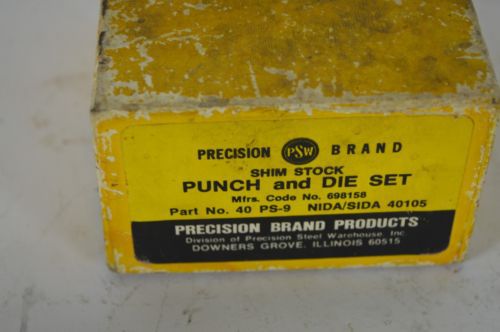 PRECISION PSW BRAND
SHIM STOCK
PUNCH and DIE SET
Mfrs. Code No. 698158
Part No. 40 PS-9 NIDA/SIDA 40105
PRECISION BRAND PRODUCTS
Division of Precision Steel Warehouse, Inc
DOWNERS GROVE, ILLINOIS 60515